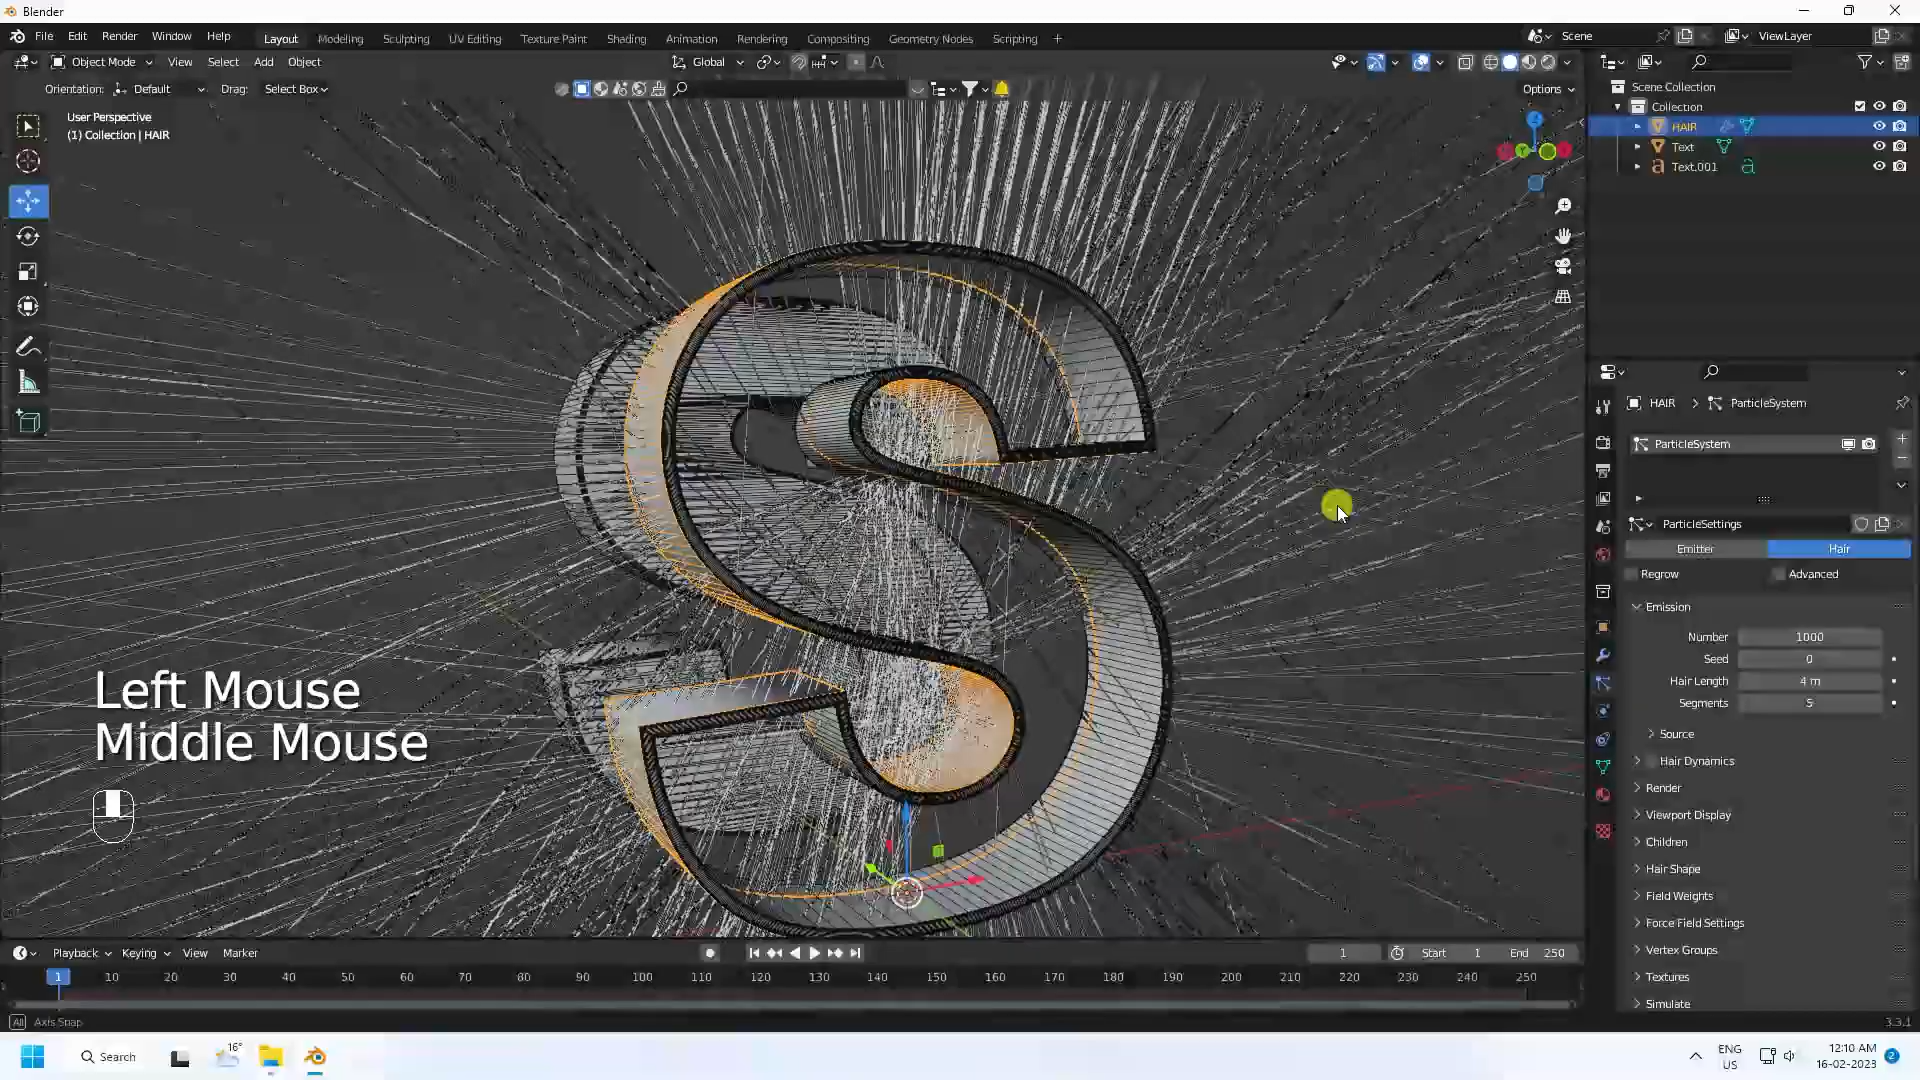 Blender
File Edit Render Window Help
Layout Modeling Sculpting UV Editing Texture Paint Shading Animation Rendering Compositing Geometry Nodes Scripting +
Scene
ViewLayer
Object Mode View Select Add Object
Global
Orientation: Default Drag: Select Box
Options
User Perspective
(1) Collection | HAIR
Scene Collection
Collection
HAIR
Text
Text.001
HAIR > ParticleSystem
ParticleSystem
ParticleSettings
Emitter Hair
Regrow Advanced
Emission
Number 1000
Seed 0
Hair Length 4 m
Segments 5
Source
Hair Dynamics
Render
Viewport Display
Children
Hair Shape
Field Weights
Force Field Settings
Vertex Groups
Textures
Simulate
Left Mouse
Middle Mouse
Playback Keying View Marker
1 Start 1 End 250
1 10 20 30 40 50 60 70 80 90 100 110 120 130 140 150 160 170 180 190 200 210 220 230 240 250
All Axis Snap
3.3.1
Search
16°
ENG
US
12:10 AM
16-02-2023
2